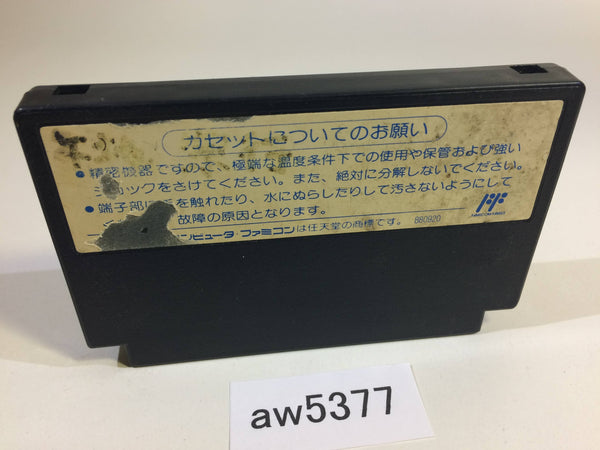 カセットについてのお願い
●精密機器ですので、極端な温度条件下での使用や保管および強い
ショックをさけてください。また、絶対に分解しないでください。
●端子部に手を触れたり、水にぬらしたりして汚さないようにして
故障の原因となります。
ンピュータ・ファミコンは任天堂の商標です。 880920
aw5377